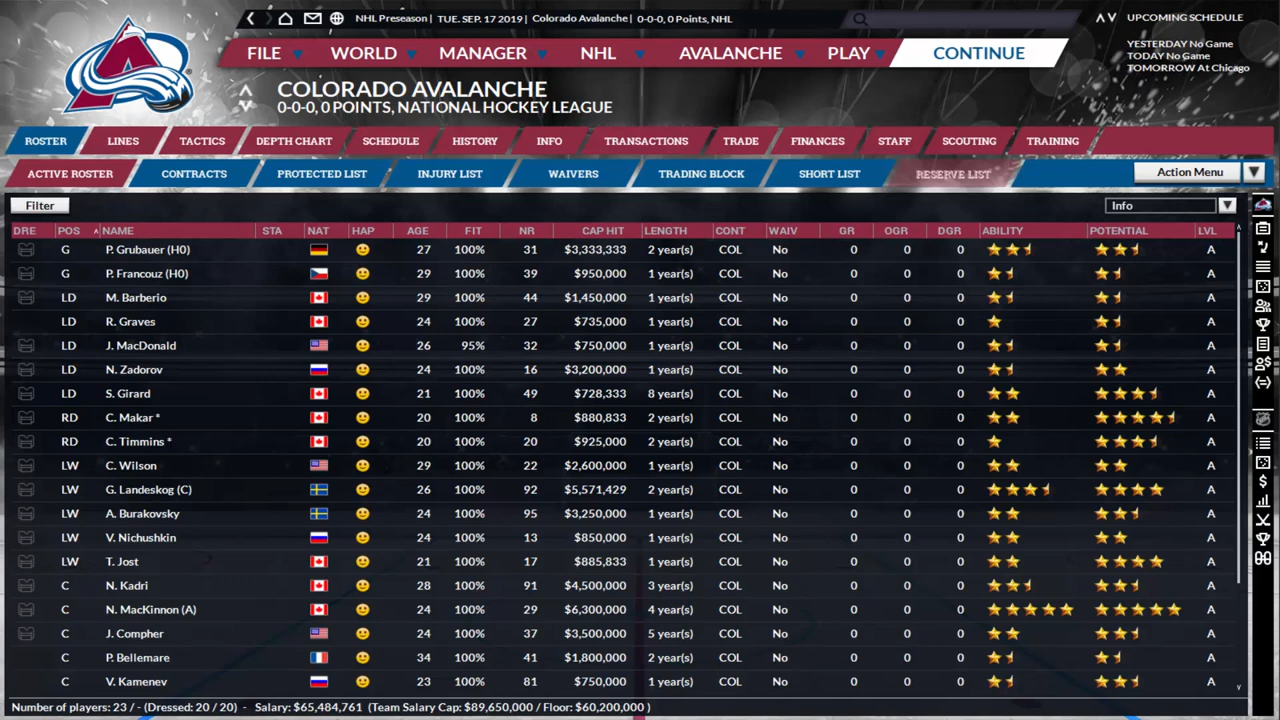 NHL Preseason | TUE. SEP. 17 2019 | Colorado Avalanche | 0-0-0, 0 Points, NHL
UPCOMING SCHEDULE
YESTERDAY No Game
TODAY No Game
TOMORROW At Chicago
FILE WORLD MANAGER NHL AVALANCHE PLAY CONTINUE
COLORADO AVALANCHE
0-0-0, 0 POINTS, NATIONAL HOCKEY LEAGUE
ROSTER LINES TACTICS DEPTH CHART SCHEDULE HISTORY INFO TRANSACTIONS TRADE FINANCES STAFF SCOUTING TRAINING
ACTIVE ROSTER CONTRACTS PROTECTED LIST INJURY LIST WAIVERS TRADING BLOCK SHORT LIST RESERVE LIST Action Menu
Filter Info
DRE POS NAME STA NAT HAP AGE FIT NR CAP HIT LENGTH CONT WAIV GR OGR DGR ABILITY POTENTIAL LVL
G P. Grubauer (H0) 27 100% 31 $3,333,333 2 year(s) COL No 0 0 0 A
G P. Francouz (H0) 29 100% 39 $950,000 1 year(s) COL No 0 0 0 A
LD M. Barberio 29 100% 44 $1,450,000 1 year(s) COL No 0 0 0 A
LD R. Graves 24 100% 27 $735,000 1 year(s) COL No 0 0 0 A
LD J. MacDonald 26 95% 32 $750,000 1 year(s) COL No 0 0 0 A
LD N. Zadorov 24 100% 16 $3,200,000 1 year(s) COL No 0 0 0 A
LD S. Girard 21 100% 49 $728,333 8 year(s) COL No 0 0 0 A
RD C. Makar * 20 100% 8 $880,833 2 year(s) COL No 0 0 0 A
RD C. Timmins * 20 100% 20 $925,000 2 year(s) COL No 0 0 0 A
LW C. Wilson 29 100% 22 $2,600,000 1 year(s) COL No 0 0 0 A
LW G. Landeskog (C) 26 100% 92 $5,571,429 2 year(s) COL No 0 0 0 A
LW A. Burakovsky 24 100% 95 $3,250,000 1 year(s) COL No 0 0 0 A
LW V. Nichushkin 24 100% 13 $850,000 1 year(s) COL No 0 0 0 A
LW T. Jost 21 100% 17 $885,833 1 year(s) COL No 0 0 0 A
C N. Kadri 28 100% 91 $4,500,000 3 year(s) COL No 0 0 0 A
C N. MacKinnon (A) 24 100% 29 $6,300,000 4 year(s) COL No 0 0 0 A
C J. Compher 24 100% 37 $3,500,000 5 year(s) COL No 0 0 0 A
C P. Bellemare 34 100% 41 $1,800,000 2 year(s) COL No 0 0 0 A
C V. Kamenev 23 100% 81 $750,000 1 year(s) COL No 0 0 0 A
Number of players: 23 / - (Dressed: 20 / 20) - Salary: $65,484,761 (Team Salary Cap: $89,650,000 / Floor: $60,200,000 )